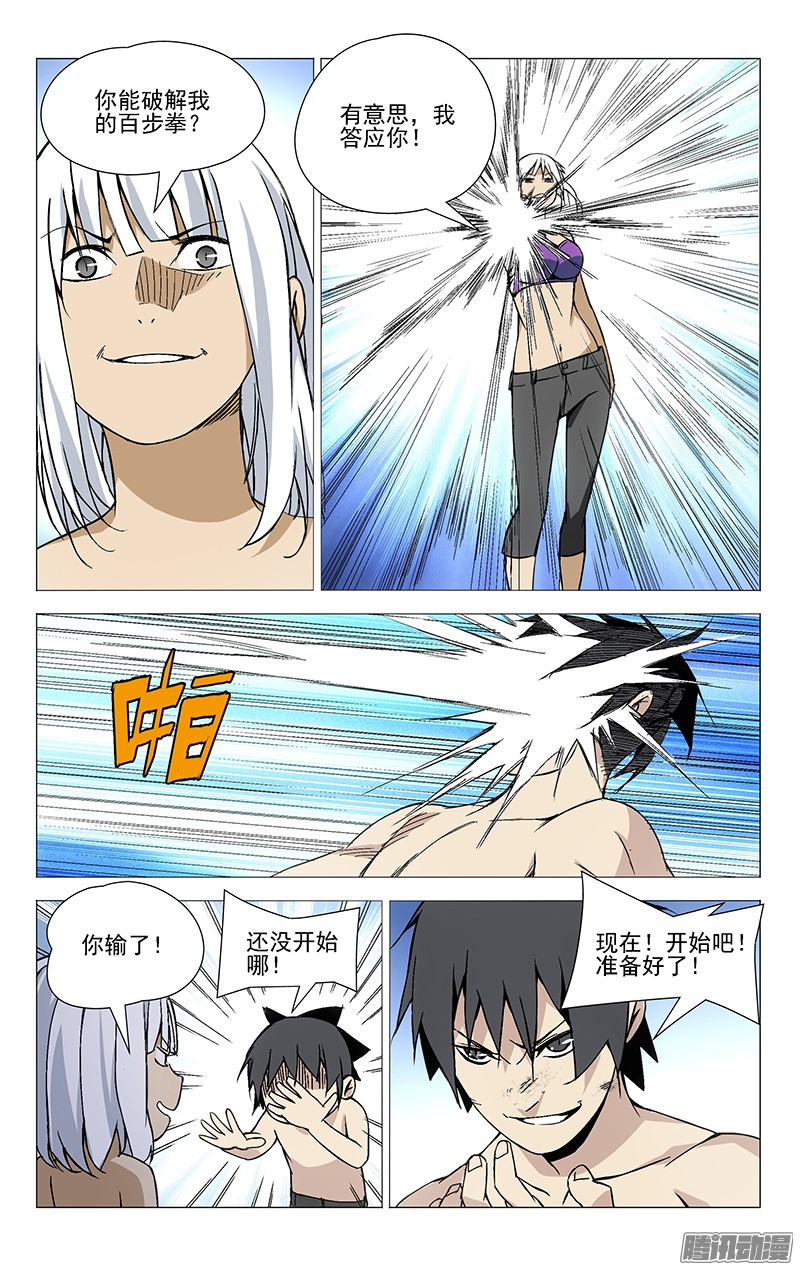 你能破解我
的百步拳？
有意思，我
答应你！
啪
你输了！
还没开始
哪！
现在！开始吧！
准备好了！
腾讯动漫